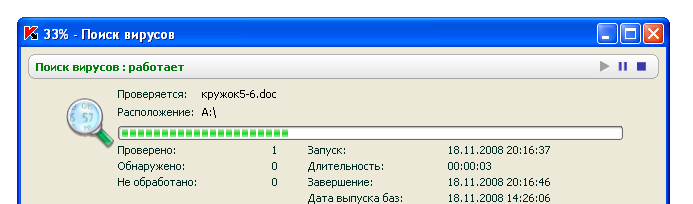 33% - Поиск вирусов
Поиск вирусов : работает
Проверяется: кружок5-6.doc
Расположение: A:\
Проверено: 1 Запуск: 18.11.2008 20:16:37
Обнаружено: 0 Длительность: 00:00:03
Не обработано: 0 Завершение: 18.11.2008 20:16:46
Дата выпуска баз: 18.11.2008 14:26:06